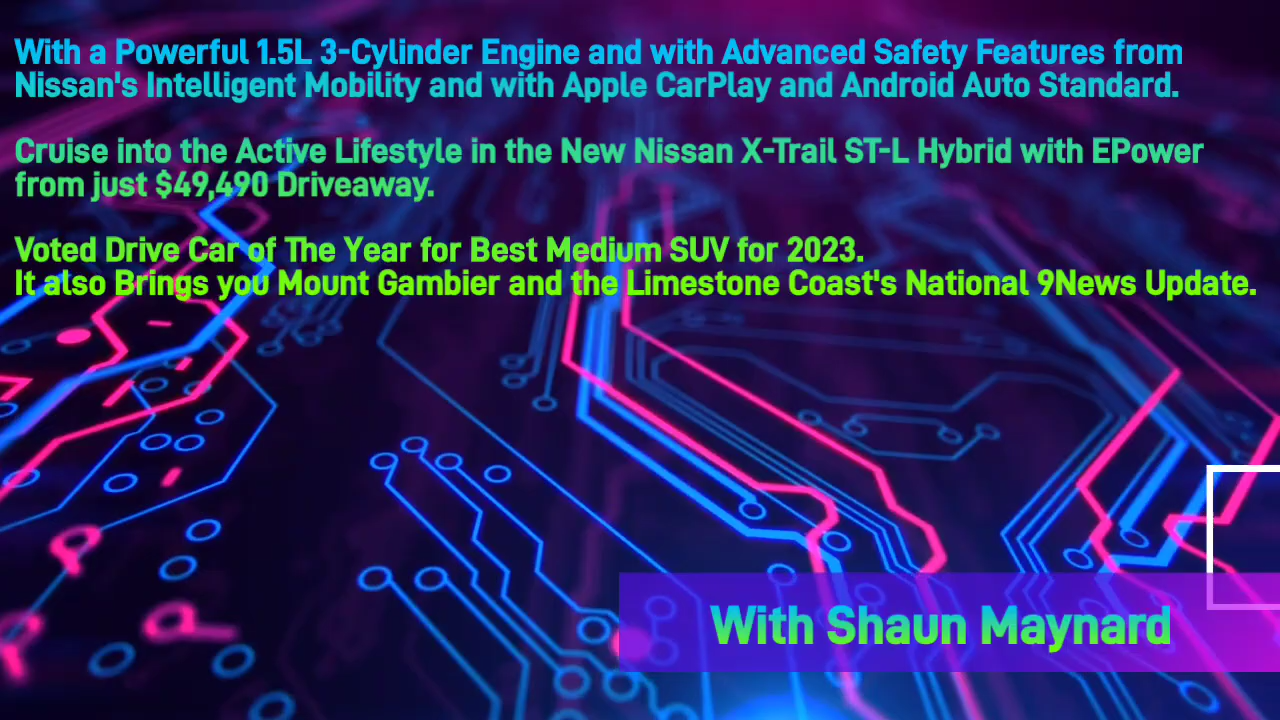 With a Powerful 1.5L 3-Cylinder Engine and with Advanced Safety Features from
Nissan's Intelligent Mobility and with Apple CarPlay and Android Auto Standard.
Cruise into the Active Lifestyle in the New Nissan X-Trail ST-L Hybrid with EPower
from just $49,490 Driveaway.
Voted Drive Car of The Year for Best Medium SUV for 2023.
It also Brings you Mount Gambier and the Limestone Coast's National 9News Update.
With Shaun Maynard